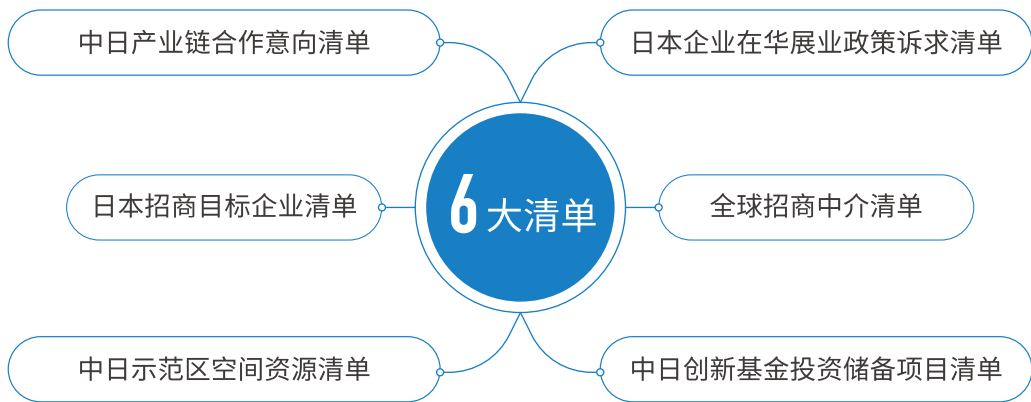 中日产业链合作意向清单
日本企业在华展业政策诉求清单
日本招商目标企业清单
6大清单
全球招商中介清单
中日示范区空间资源清单
中日创新基金投资储备项目清单